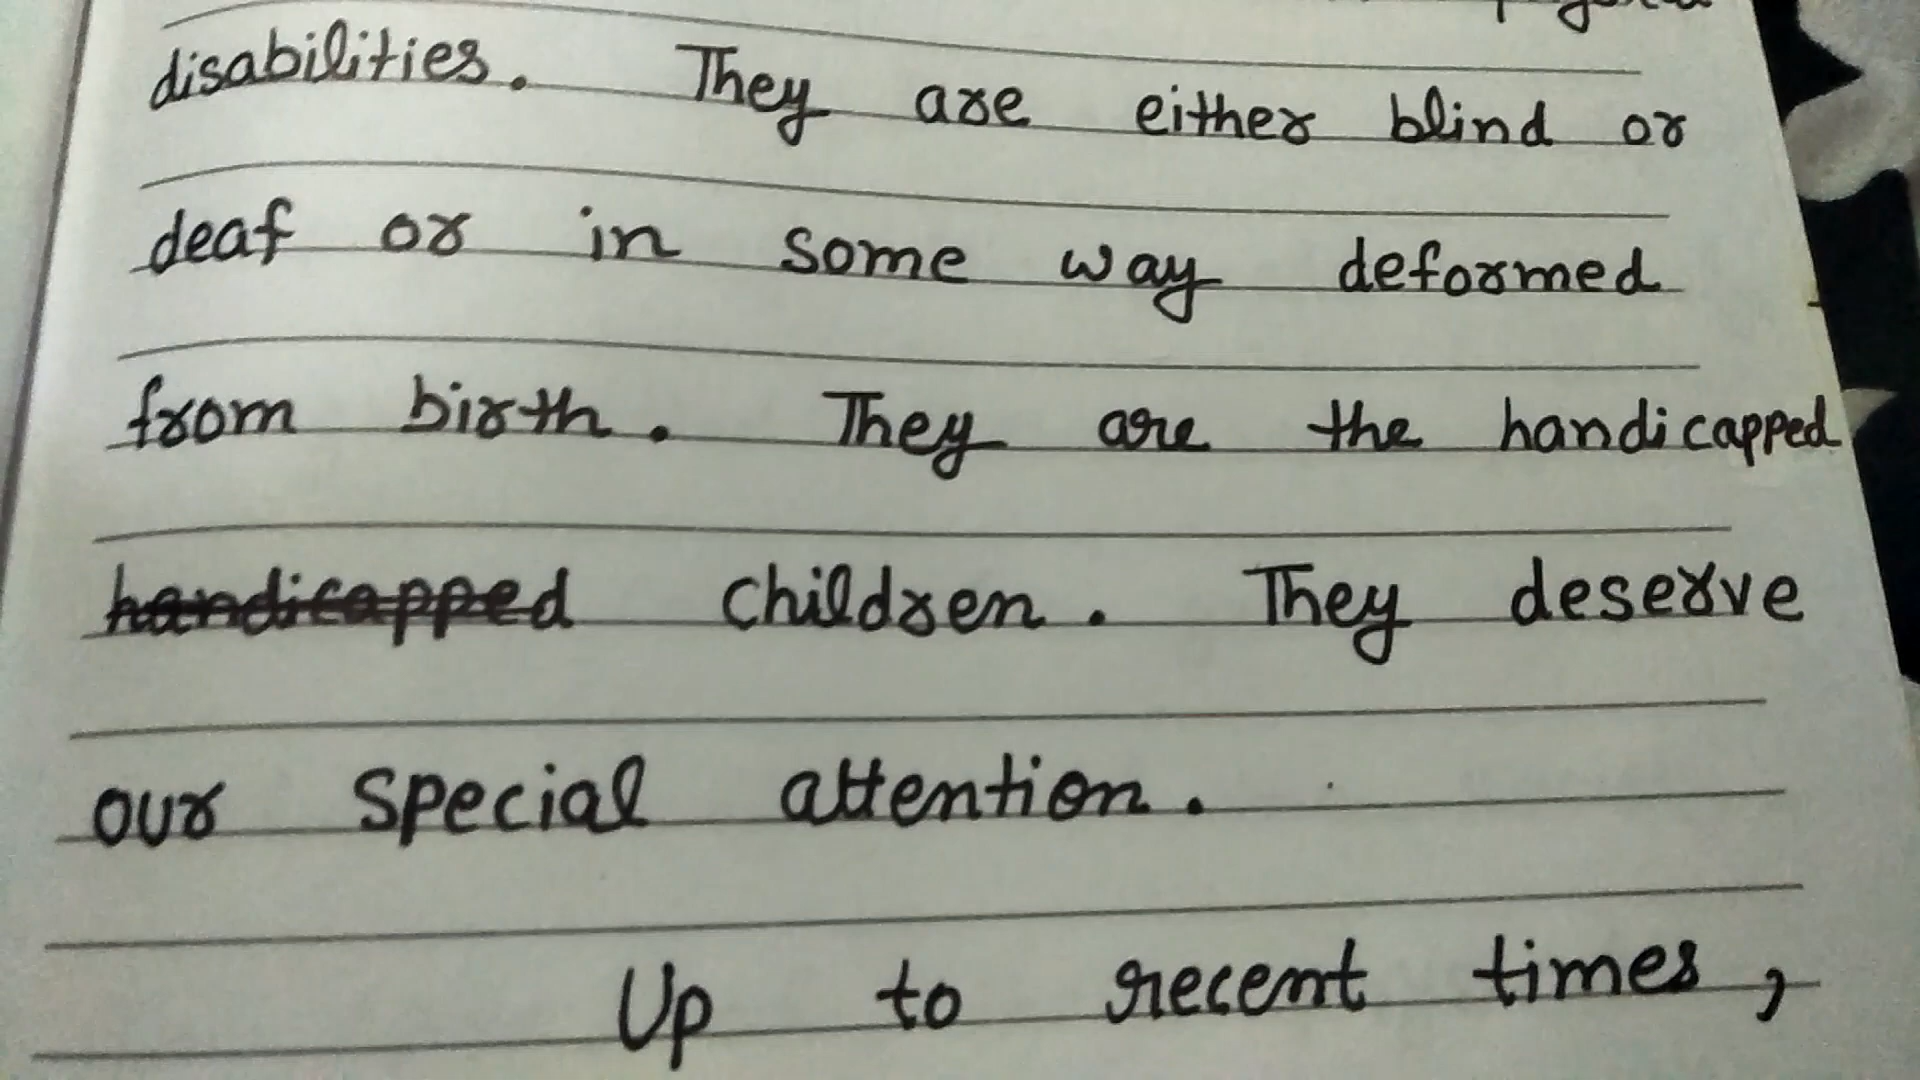 disabilities. They are either blind or
deaf or in some way deformed
from birth. They are the handicapped
handicapped children. They deserve
our special attention.
Up to recent times,